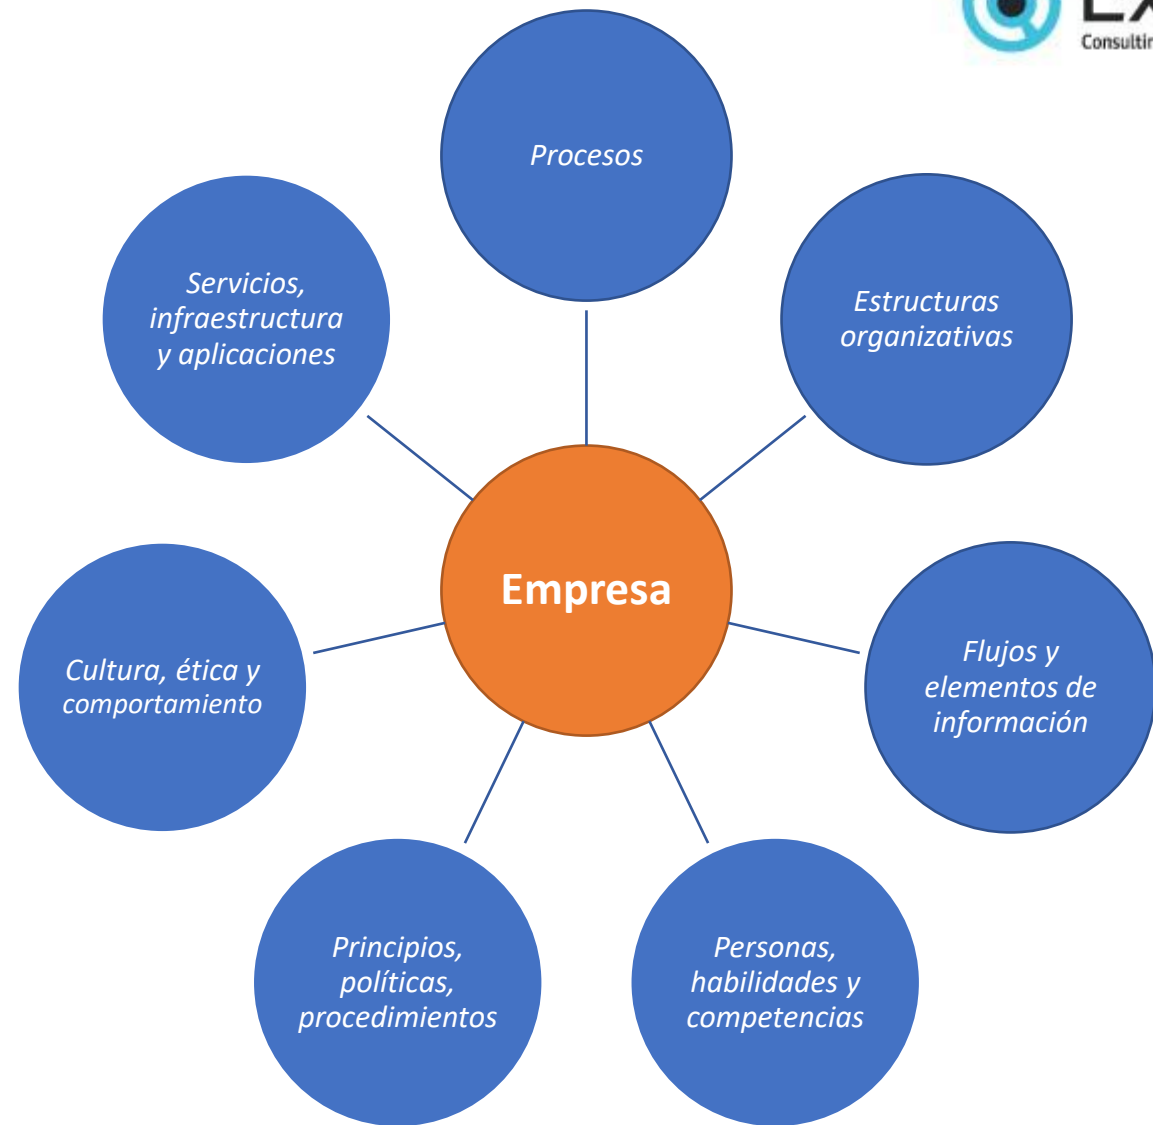 Consultin
Procesos
Servicios,
infraestructura
y aplicaciones
Estructuras
organizativas
Empresa
Cultura, ética y
comportamiento
Flujos y
elementos de
información
Principios,
políticas,
procedimientos
Personas,
habilidades y
competencias